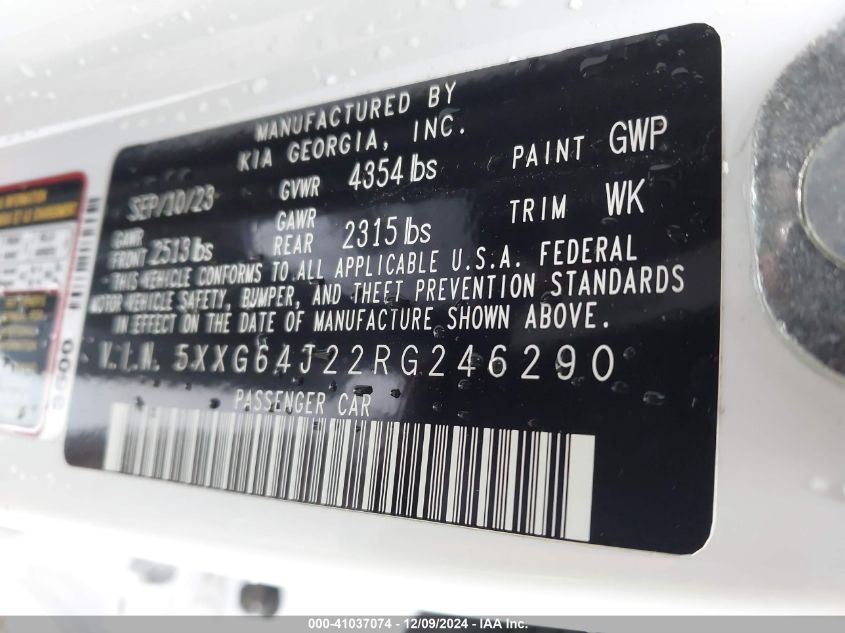 MANUFACTURED BY
KIA GEORGIA, INC.
SEP/10/23 GVWR 4354 lbs PAINT GWP
GAWR FRONT 2513 lbs GAWR REAR 2315 lbs TRIM WK
THIS VEHICLE CONFORMS TO ALL APPLICABLE U.S.A. FEDERAL
MOTOR VEHICLE SAFETY, BUMPER, AND THEFT PREVENTION STANDARDS
IN EFFECT ON THE DATE OF MANUFACTURE SHOWN ABOVE.
V.I.N. 5XXG64J22RG246290
PASSENGER CAR
000-41037074 - 12/09/2024 - IAA Inc.